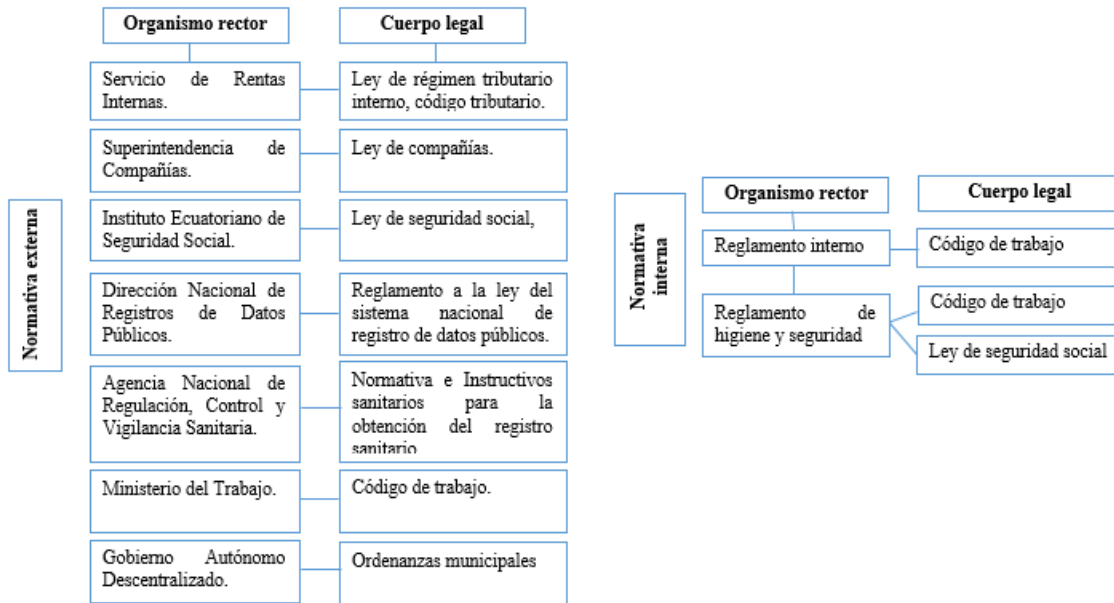 Organismo rector
Cuerpo legal
Servicio de Rentas
Internas.
Ley de régimen tributario
interno, código tributario.
Superintendencia de
Compañías.
Ley de compañías.
Normativa externa
Instituto Ecuatoriano de
Seguridad Social.
Ley de seguridad social,
Dirección Nacional de
Registros de Datos
Públicos.
Reglamento a la ley del
sistema nacional de
registro de datos públicos.
Agencia Nacional de
Regulación, Control y
Vigilancia Sanitaria.
Normativa e Instructivos
sanitarios para la
obtención del registro
sanitario
Ministerio del Trabajo.
Código de trabajo.
Gobierno Autónomo
Descentralizado.
Ordenanzas municipales
Normativa
interna
Organismo rector
Cuerpo legal
Reglamento interno
Código de trabajo
Reglamento de
higiene y seguridad
Código de trabajo
Ley de seguridad social